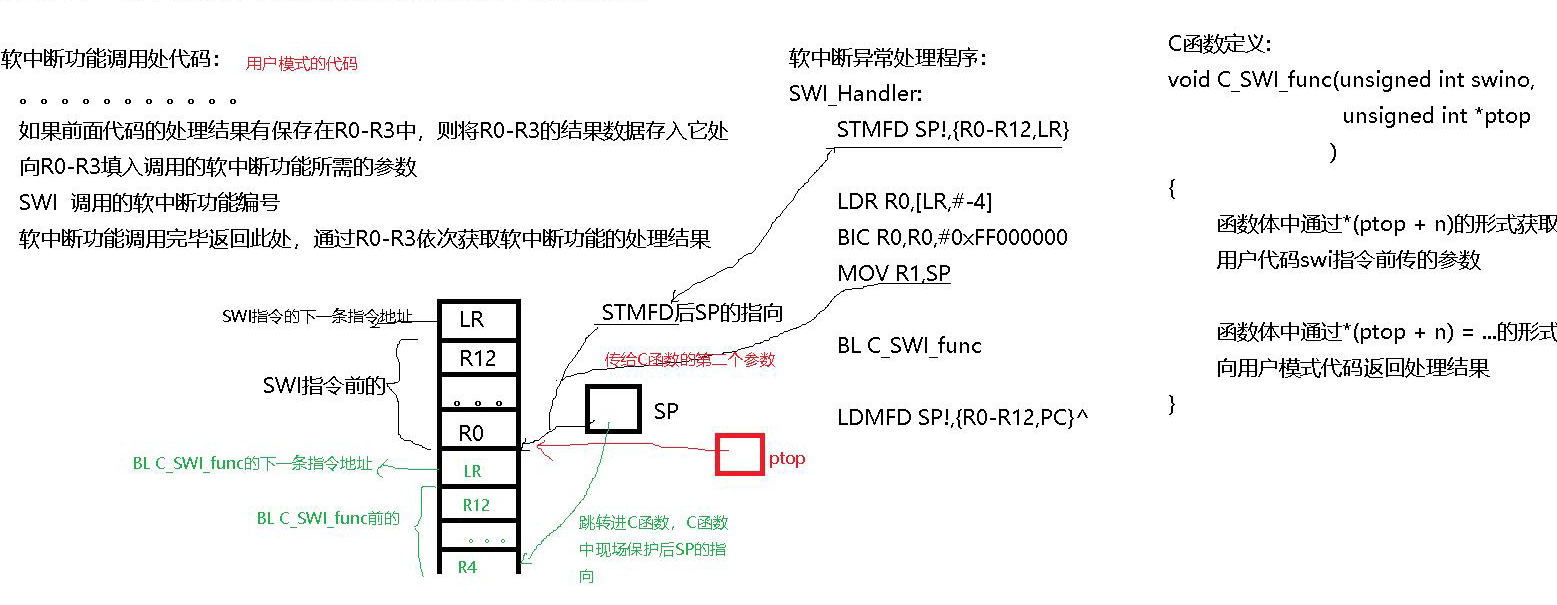 软中断功能调用处代码：
用户模式的代码
。。。。。。。。。。。
如果前面代码的处理结果有保存在R0-R3中，则将R0-R3的结果数据存入它处
向R0-R3填入调用的软中断功能所需的参数
SWI 调用的软中断功能编号
软中断功能调用完毕返回此处，通过R0-R3依次获取软中断功能的处理结果
SWI指令的下一条指令地址
SWI指令前的
BL C_SWI_func的下一条指令地址
BL C_SWI_func前的
LR
R12
。。。
R0
LR
R12
。。。
R4
STMFD后SP的指向
传给C函数的第二个参数
SP
ptop
跳转进C函数，C函数
中现场保护后SP的指
向
软中断异常处理程序：
SWI_Handler:
STMFD SP!,{R0-R12,LR}
LDR R0,[LR,#-4]
BIC R0,R0,#0xFF000000
MOV R1,SP
BL C_SWI_func
LDMFD SP!,{R0-R12,PC}^
C函数定义:
void C_SWI_func(unsigned int swino,
unsigned int *ptop
)
{
函数体中通过*(ptop + n)的形式获取
用户代码swi指令前传的参数
函数体中通过*(ptop + n) = ...的形式
向用户模式代码返回处理结果
}